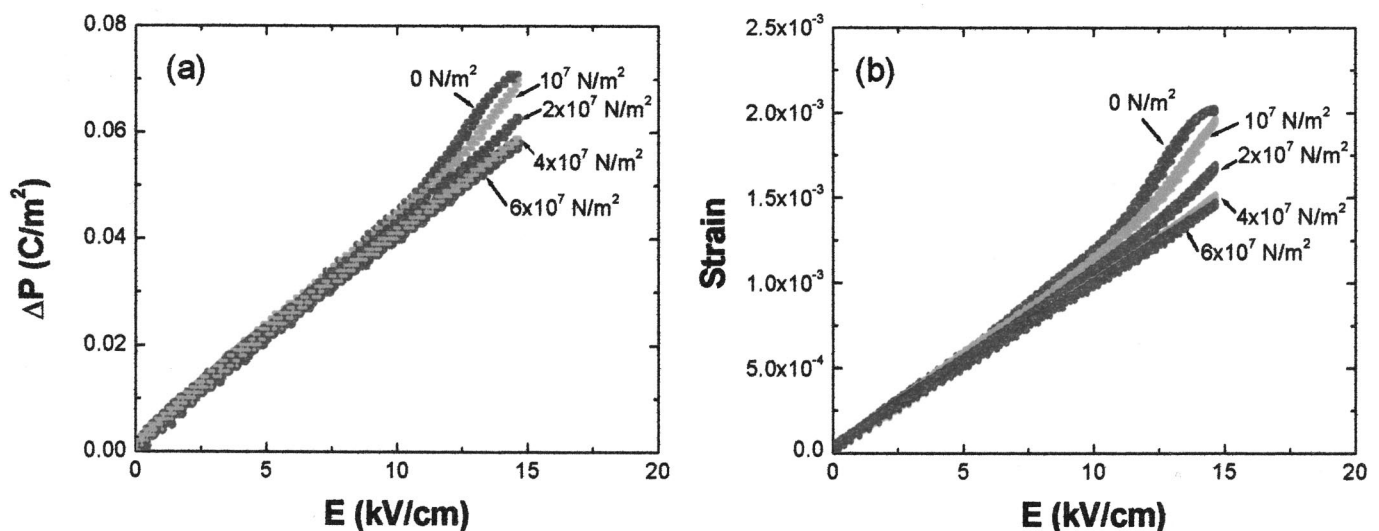 (a)
0.08
0.06
0.04
0.02
0.00
ΔP (C/m²)
0 N/m²
10⁷ N/m²
2x10⁷ N/m²
4x10⁷ N/m²
6x10⁷ N/m²
0 5 10 15 20
E (kV/cm)
(b)
2.5x10⁻³
2.0x10⁻³
1.5x10⁻³
1.0x10⁻³
5.0x10⁻⁴
0.0
Strain
0 N/m²
10⁷ N/m²
2x10⁷ N/m²
4x10⁷ N/m²
6x10⁷ N/m²
0 5 10 15 20
E (kV/cm)